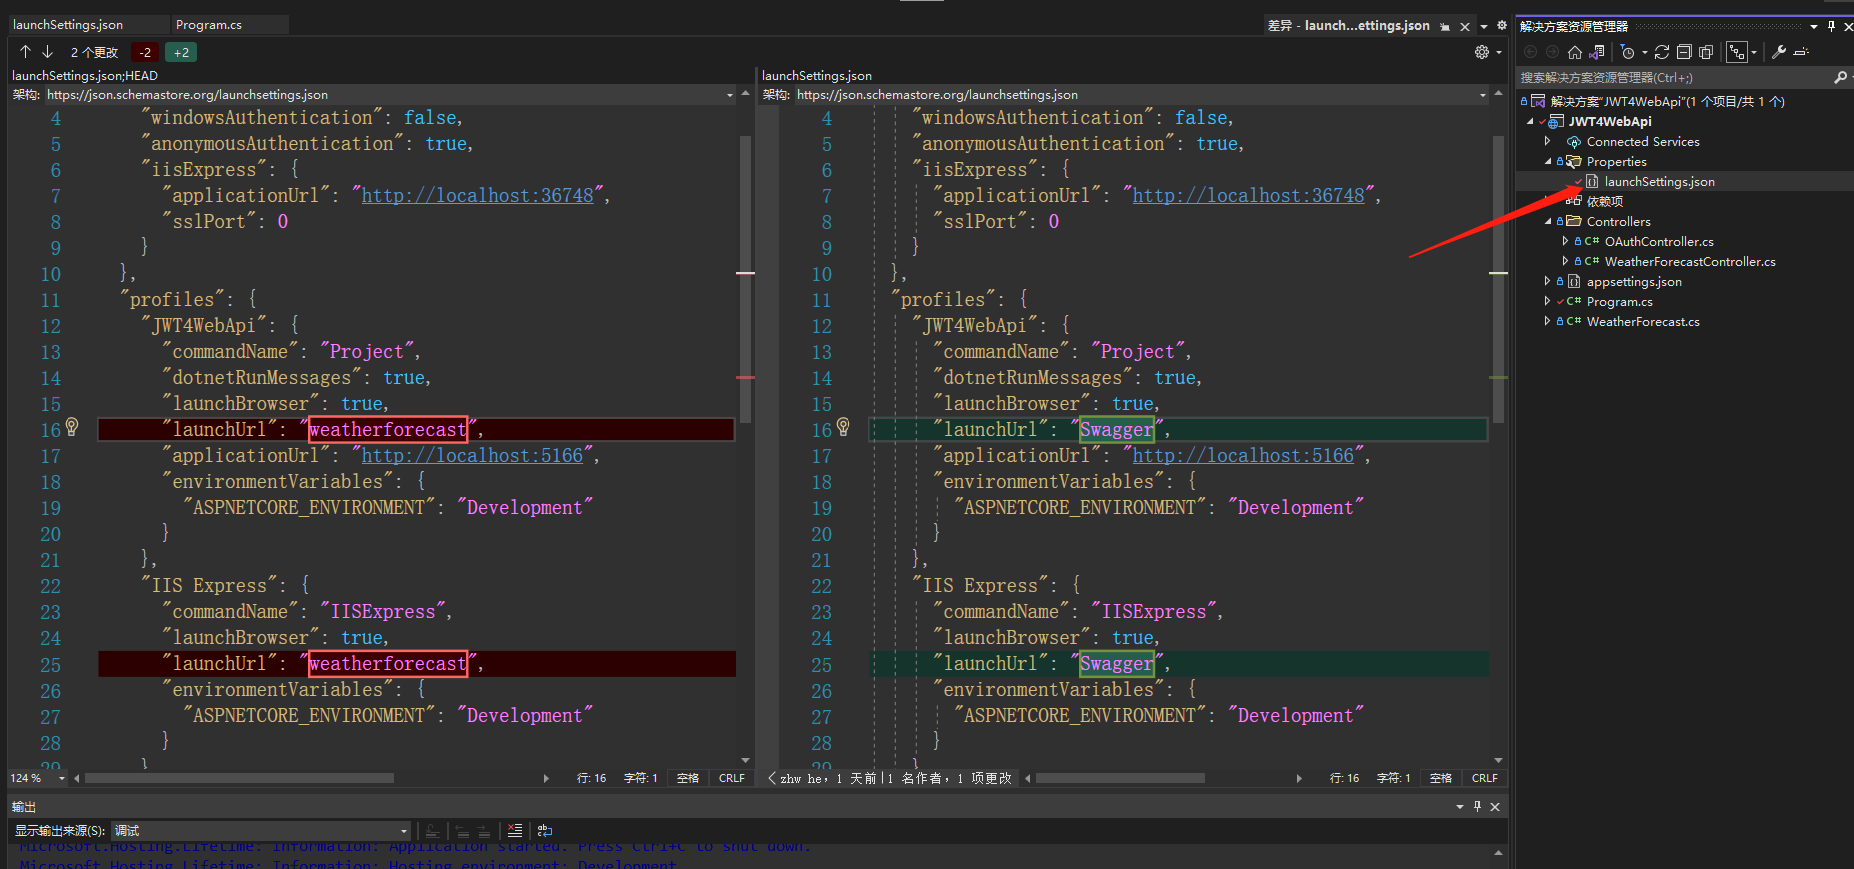 launchSettings.json
Program.cs
差异 - launch...ettings.json
2 个更改
-2
+2
launchSettings.json;HEAD
架构: https://json.schemastore.org/launchsettings.json
4 "windowsAuthentication": false,
5 "anonymousAuthentication": true,
6 "iisExpress": {
7 "applicationUrl": "http://localhost:36748",
8 "sslPort": 0
9 }
10 },
11 "profiles": {
12 "JWT4WebApi": {
13 "commandName": "Project",
14 "dotnetRunMessages": true,
15 "launchBrowser": true,
16 "launchUrl": "weatherforecast",
17 "applicationUrl": "http://localhost:5166",
18 "environmentVariables": {
19 "ASPNETCORE_ENVIRONMENT": "Development"
20 }
21 },
22 "IIS Express": {
23 "commandName": "IISExpress",
24 "launchBrowser": true,
25 "launchUrl": "weatherforecast",
26 "environmentVariables": {
27 "ASPNETCORE_ENVIRONMENT": "Development"
28 }
29 }
124 %
行: 16 字符: 1 空格 CRLF
launchSettings.json
架构: https://json.schemastore.org/launchsettings.json
4 "windowsAuthentication": false,
5 "anonymousAuthentication": true,
6 "iisExpress": {
7 "applicationUrl": "http://localhost:36748",
8 "sslPort": 0
9 }
10 },
11 "profiles": {
12 "JWT4WebApi": {
13 "commandName": "Project",
14 "dotnetRunMessages": true,
15 "launchBrowser": true,
16 "launchUrl": "Swagger",
17 "applicationUrl": "http://localhost:5166",
18 "environmentVariables": {
19 "ASPNETCORE_ENVIRONMENT": "Development"
20 }
21 },
22 "IIS Express": {
23 "commandName": "IISExpress",
24 "launchBrowser": true,
25 "launchUrl": "Swagger",
26 "environmentVariables": {
27 "ASPNETCORE_ENVIRONMENT": "Development"
28 }
29 }
zhw he, 1 天前|1 名作者, 1 项更改
行: 16 字符: 1 空格 CRLF
输出
显示输出来源(S): 调试
Microsoft.Hosting.Lifetime: Information: Application started. Press Ctrl+C to shut down.
Microsoft.Hosting.Lifetime: Information: Hosting environment: Development
解决方案资源管理器
搜索解决方案资源管理器(Ctrl+;)
解决方案"JWT4WebApi"(1 个项目/共 1 个)
JWT4WebApi
Connected Services
Properties
launchSettings.json
依赖项
Controllers
C# OAuthController.cs
C# WeatherForecastController.cs
appsettings.json
C# Program.cs
C# WeatherForecast.cs